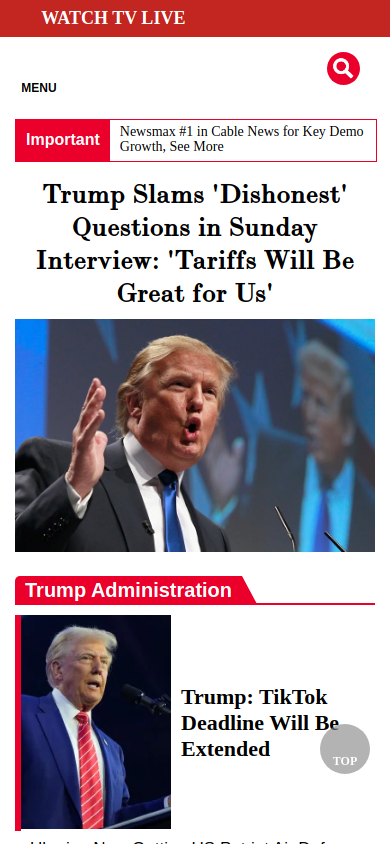 WATCH TV LIVE
MENU
Important
Newsmax #1 in Cable News for Key Demo
Growth, See More
Trump Slams 'Dishonest'
Questions in Sunday
Interview: 'Tariffs Will Be
Great for Us'
Trump Administration
Trump: TikTok
Deadline Will Be
Extended
TOP